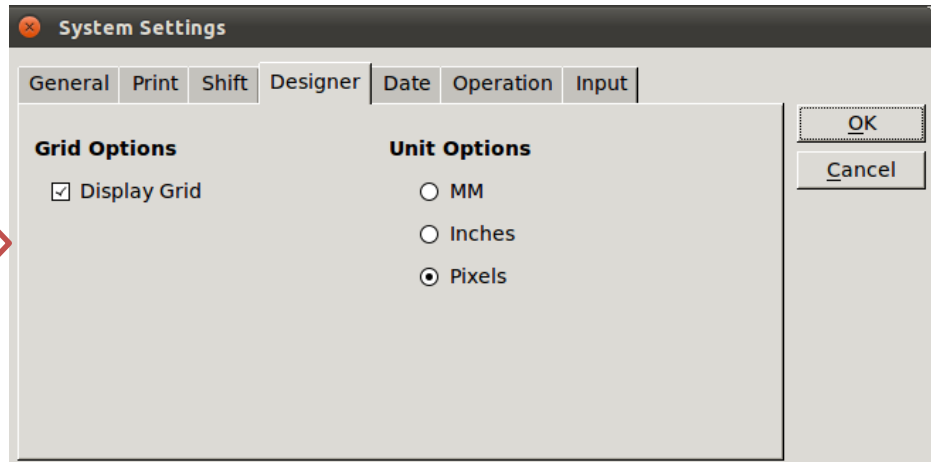 System Settings
General Print Shift Designer Date Operation Input
OK
Cancel
Grid Options
Display Grid
Unit Options
MM
Inches
Pixels